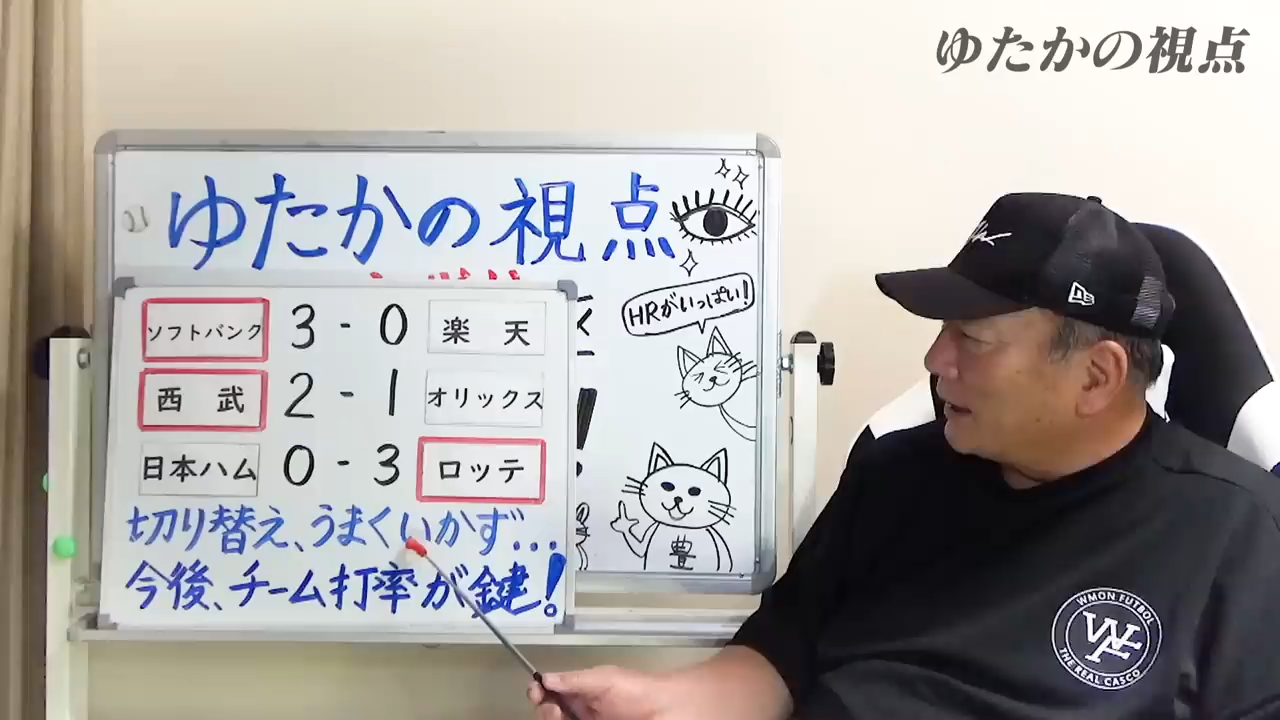 ゆたかの視点
ゆたかの視点
HRがいっぱい!
ソフトバンク 3 - 0 楽天
西武 2 - 1 オリックス
日本ハム 0 - 3 ロッテ
切り替え、うまくいかず…
今後、チーム打率が鍵!
豊
WMON FUTBOL
WF
THE REAL CASCO